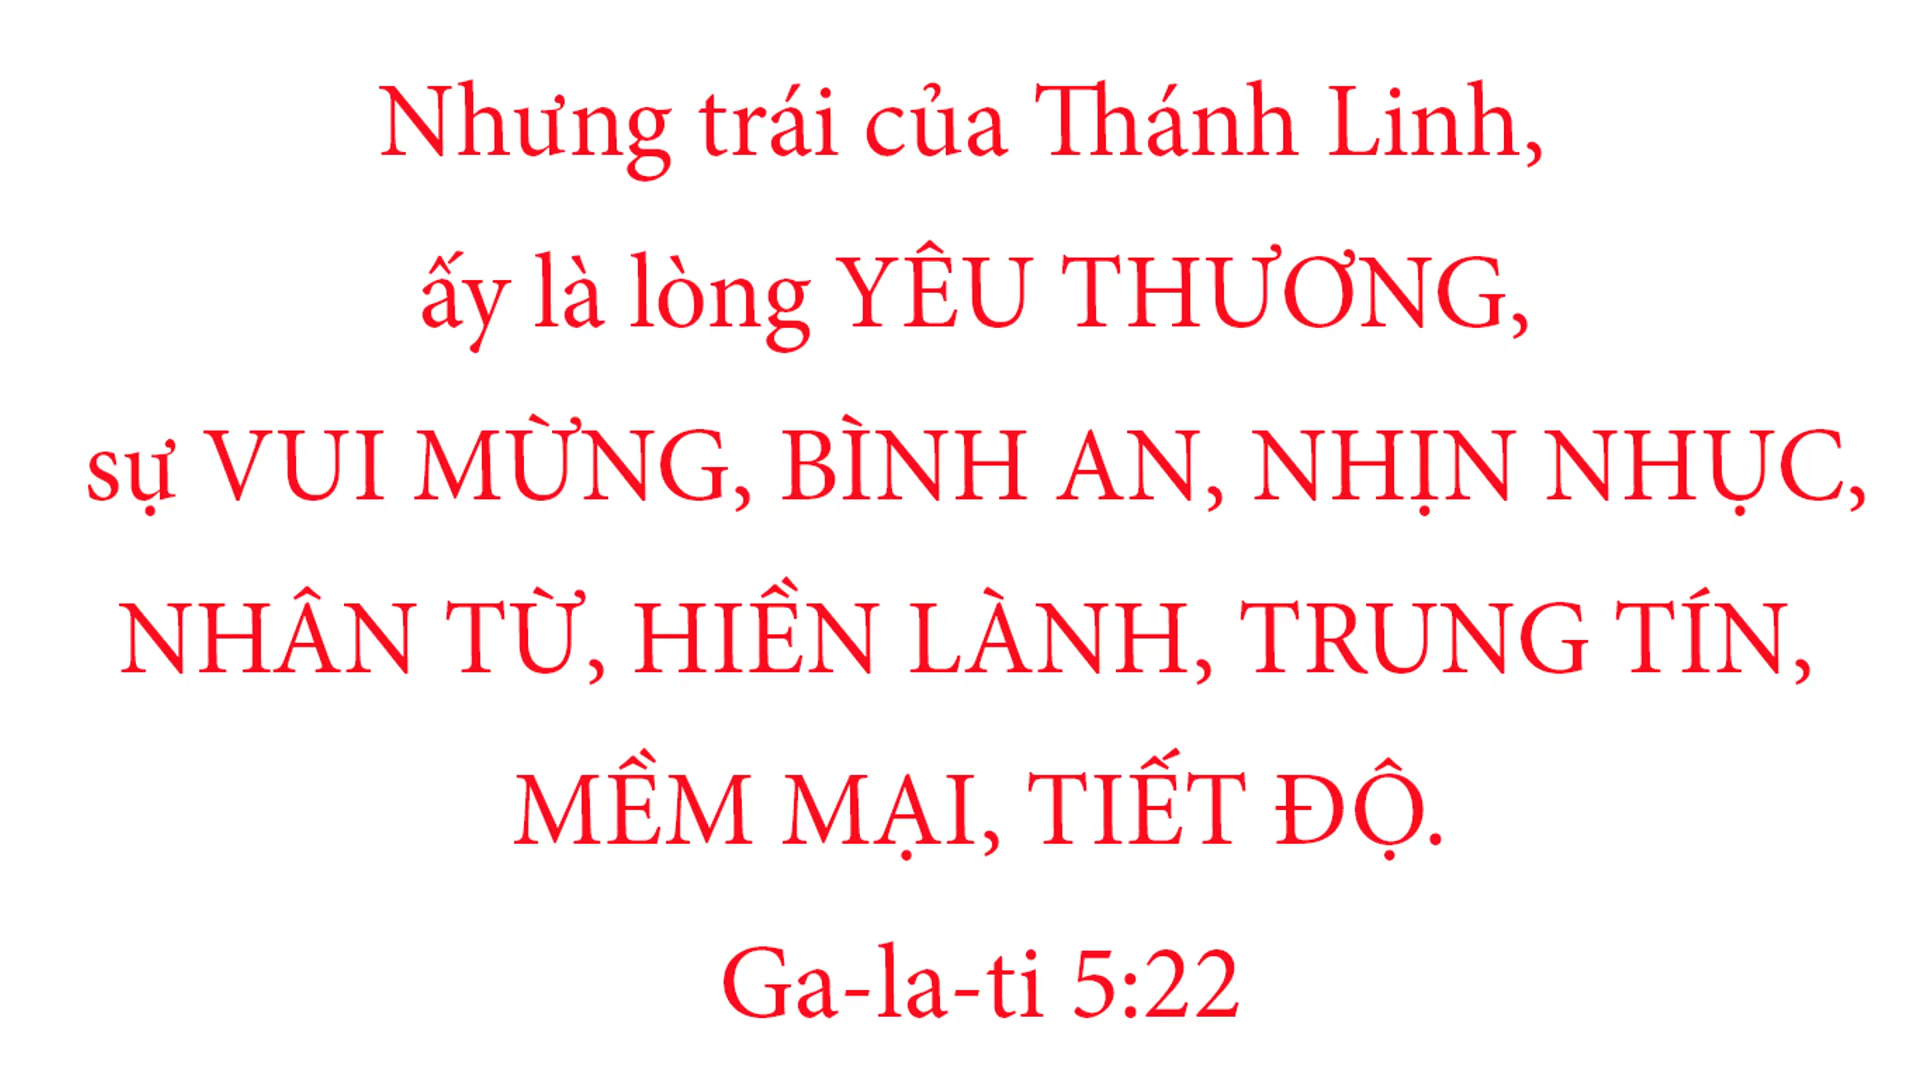 Nhưng trái của Thánh Linh,
ấy là lòng YÊU THƯƠNG,
sự VUI MỪNG, BÌNH AN, NHỊN NHỤC,
NHÂN TỪ, HIỀN LÀNH, TRUNG TÍN,
MỀM MẠI, TIẾT ĐỘ.
Ga-la-ti 5:22